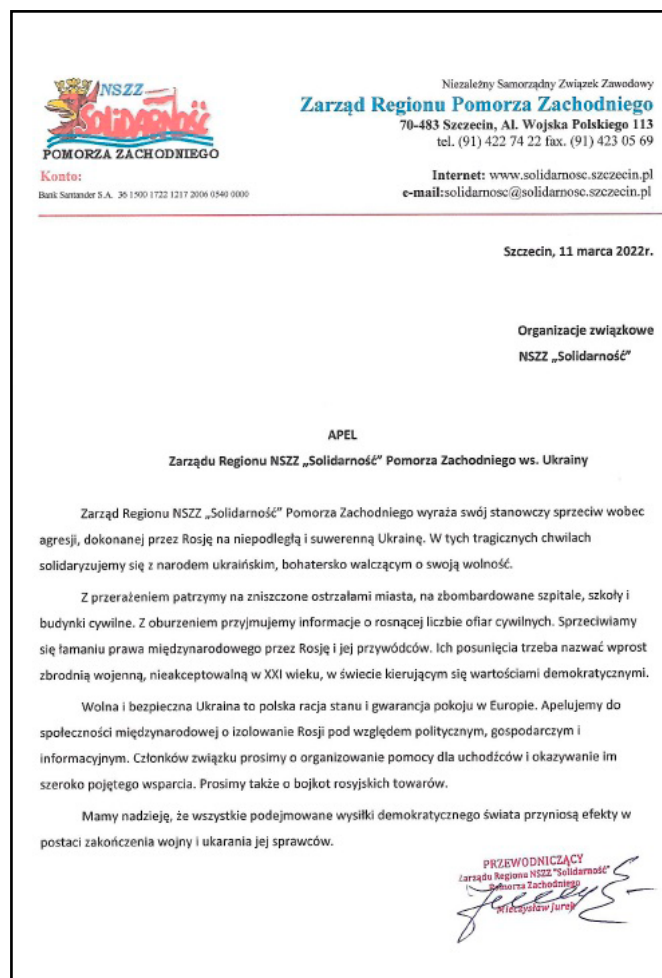 NSZZ
SOLIDARNOŚĆ
POMORZA ZACHODNIEGO
Konto:
Bank Santander S.A. 36 1500 1722 1217 2006 0540 0000
Niezależny Samorządny Związek Zawodowy
Zarząd Regionu Pomorza Zachodniego
70-483 Szczecin, Al. Wojska Polskiego 113
tel. (91) 422 74 22 fax. (91) 423 05 69
Internet: www.solidarnosc.szczecin.pl
e-mail:solidarnosc@solidarnosc.szczecin.pl
Szczecin, 11 marca 2022r.
Organizacje związkowe
NSZZ „Solidarność”
APEL
Zarządu Regionu NSZZ „Solidarność” Pomorza Zachodniego ws. Ukrainy
Zarząd Regionu NSZZ „Solidarność” Pomorza Zachodniego wyraża swój stanowczy sprzeciw wobec
agresji, dokonanej przez Rosję na niepodległą i suwerenną Ukrainę. W tych tragicznych chwilach
solidaryzujemy się z narodem ukraińskim, bohatersko walczącym o swoją wolność.
Z przerażeniem patrzymy na zniszczone ostrzałami miasta, na zbombardowane szpitale, szkoły i
budynki cywilne. Z oburzeniem przyjmujemy informacje o rosnącej liczbie ofiar cywilnych. Sprzeciwiamy
się łamaniu prawa międzynarodowego przez Rosję i jej przywódców. Ich posunięcia trzeba nazwać wprost
zbrodnią wojenną, nieakceptowalną w XXI wieku, w świecie kierującym się wartościami demokratycznymi.
Wolna i bezpieczna Ukraina to polska racja stanu i gwarancja pokoju w Europie. Apelujemy do
społeczności międzynarodowej o izolowanie Rosji pod względem politycznym, gospodarczym i
informacyjnym. Członków związku prosimy o organizowanie pomocy dla uchodźców i okazywanie im
szeroko pojętego wsparcia. Prosimy także o bojkot rosyjskich towarów.
Mamy nadzieję, że wszystkie podejmowane wysiłki demokratycznego świata przyniosą efekty w
postaci zakończenia wojny i ukarania jej sprawców.
PRZEWODNICZĄCY
Zarządu Regionu NSZZ "Solidarność"
Pomorza Zachodniego
Mieczysław Jurek